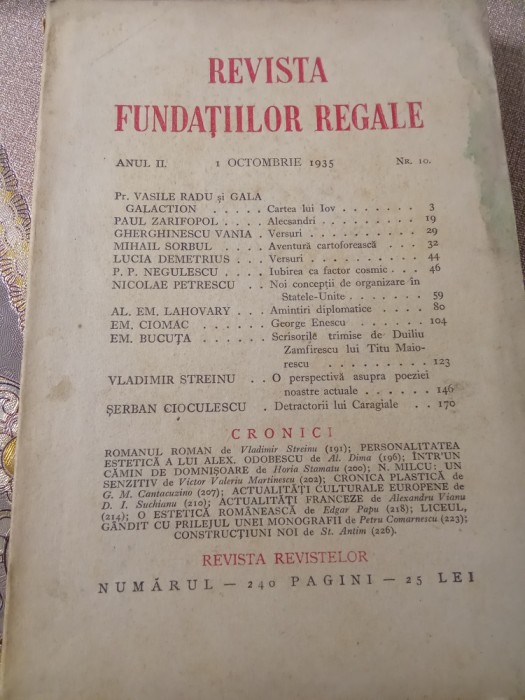 REVISTA
FUNDAȚIILOR REGALE
ANUL II. 1 OCTOMBRIE 1935 NR. 10.
Pr. VASILE RADU și GALA
GALACTION . . . . . Cartea lui Iov . . . . . . . 3
PAUL ZARIFOPOL . . . . Alecsandri . . . . . . . . 19
GHERGHINESCU VANIA . Versuri . . . . . . . . . . 29
MIHAIL SORBUL . . . . Aventură cartoforească . . . 32
LUCIA DEMETRIUS . . . Versuri . . . . . . . . . . 44
P. P. NEGULESCU . . . . Iubirea ca factor cosmic . . . 46
NICOLAE PETRESCU . . Noi concepții de organizare în
Statele-Unite . . . . . . . 59
AL. EM. LAHOVARY . . . Amintiri diplomatice . . . . 80
EM. CIOMAC . . . . . . George Enescu . . . . . . 104
EM. BUCUȚA . . . . . . Scrisorile trimise de Duiliu
Zamfirescu lui Titu Maio-
rescu . . . . . . . . . 123
VLADIMIR STREINU . . O perspectivă asupra poeziei
noastre actuale . . . . . . 146
ȘERBAN CIOCULESCU . Detractorii lui Caragiale . . 170
CRONICI
ROMANUL ROMAN de Vladimir Streinu (191); PERSONALITATEA
ESTETICĂ A LUI ALEX. ODOBESCU de Al. Dima (196); INTR'UN
CĂMIN DE DOMNIȘOARE de Horia Stamatu (200); N. MILCU: UN
SENZITIV de Victor Valeriu Martinescu (202); CRONICA PLASTICĂ de
G. M. Cantacuzino (207); ACTUALITĂȚI CULTURALE EUROPENE de
D. I. Suchianu (210); ACTUALITĂȚI FRANCEZE de Alexandru Vianu
(214); O ESTETICĂ ROMÂNEASCĂ de Edgar Papu (218); LICEUL,
GÂNDIT CU PRILEJUL UNEI MONOGRAFII de Petru Comarnescu (223);
CONSTRUCȚIUNI NOI de St. Antim (226).
REVISTA REVISTELOR
NUMĂRUL — 240 PAGINI — 25 LEI